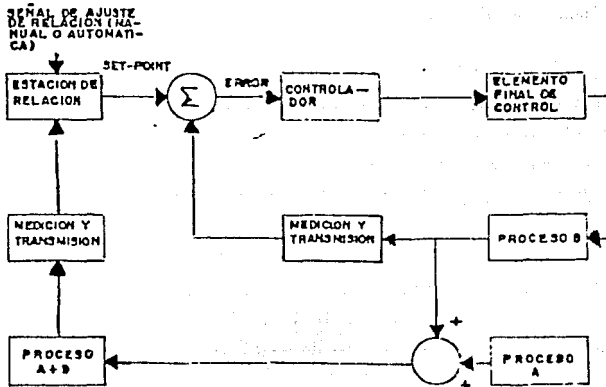 SEÑAL DE AJUSTE
DE RELACION (MA-
NUAL O AUTOMATI-
CA)
SET-POINT
ERROR
ESTACION DE
RELACION
Σ
CONTROLA-
DOR
ELEMENTO
FINAL DE
CONTROL
MEDICION Y
TRANSMISION
MEDICION Y
TRANSMISION
PROCESO B
+
PROCESO
A+B
+
PROCESO
A